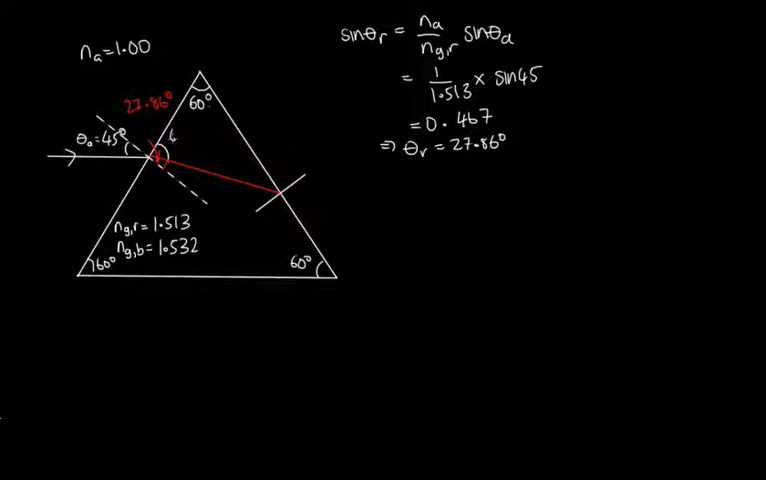 nₐ=1.00
sinθᵣ = nₐ/n_g,r sinθₐ
= 1/1.513 × sin45
= 0.467
⇒ θᵣ = 27.86°
27.86°
60°
θₐ=45°
n_g,r = 1.513
n_g,b = 1.532
60°
60°